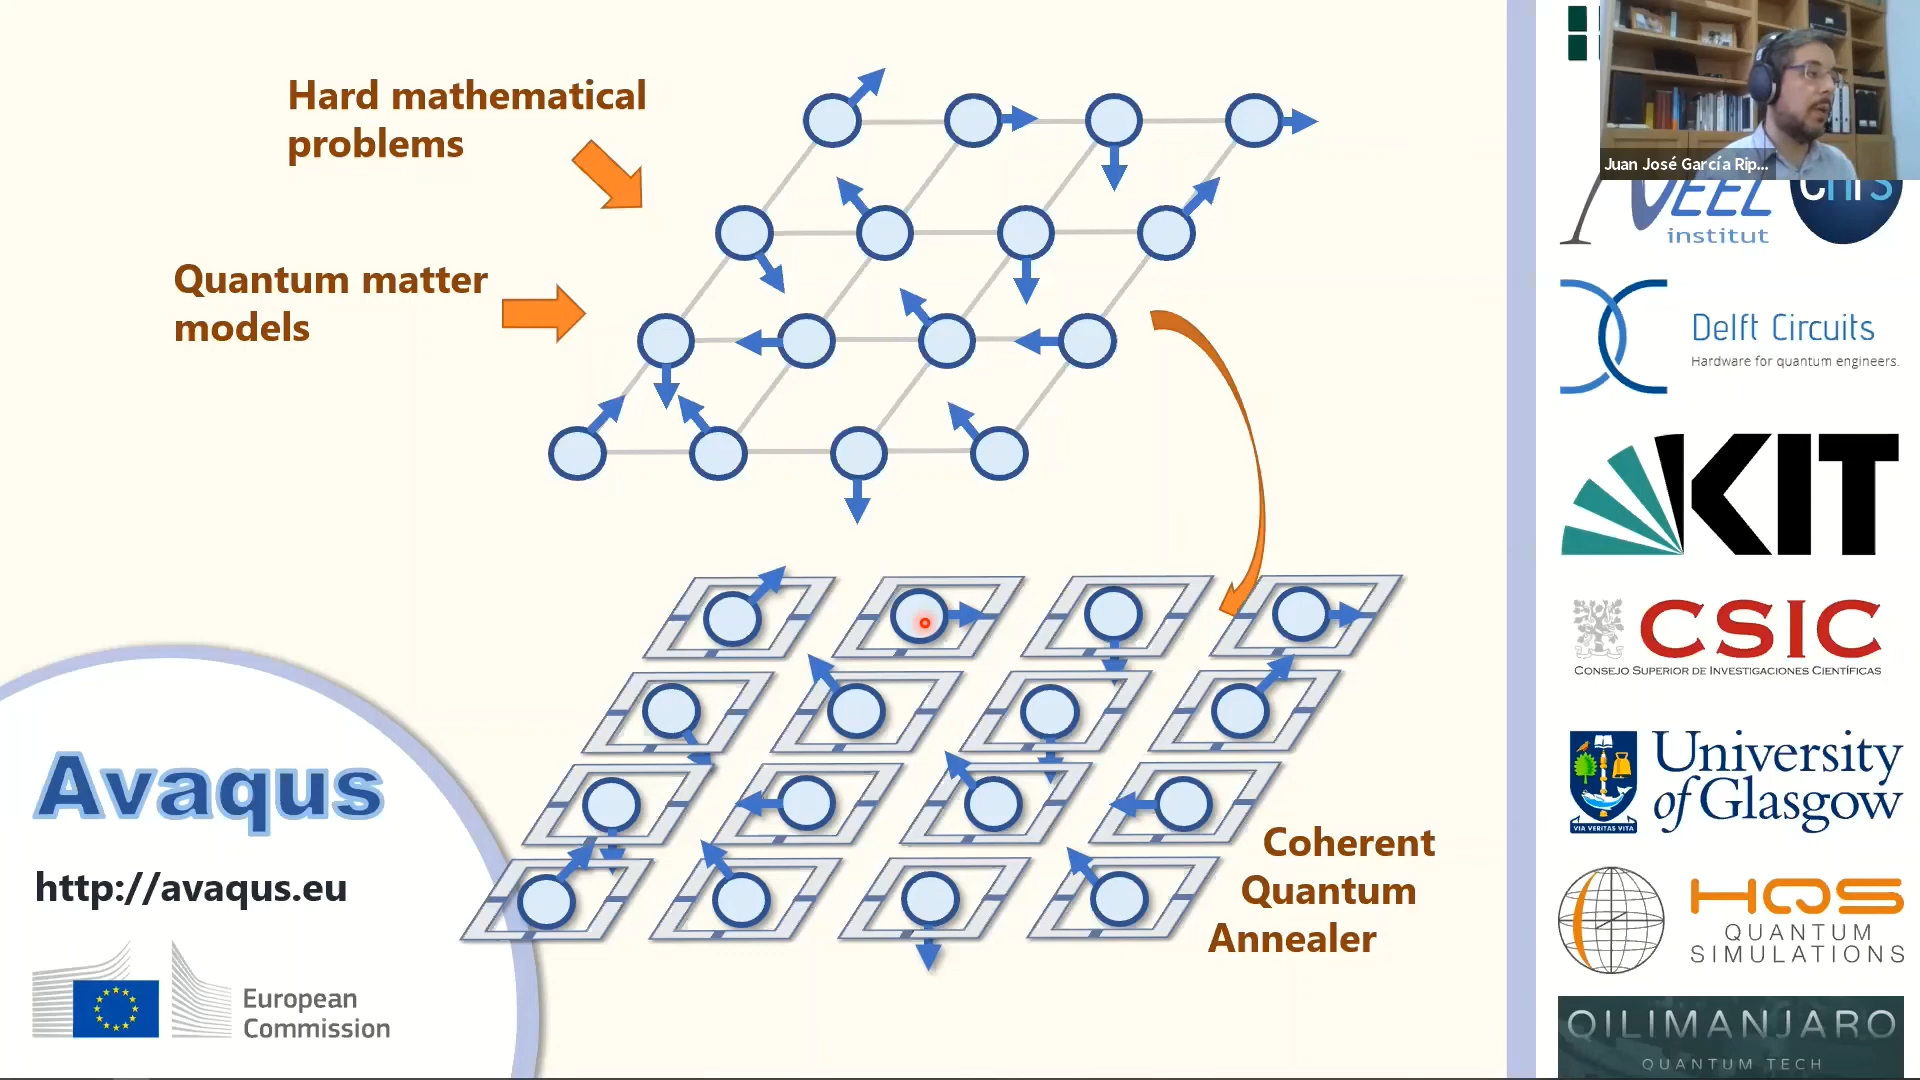 Hard mathematical
problems
Quantum matter
models
Coherent
Quantum
Annealer
Avaqus
http://avaqus.eu
European
Commission
Juan José García Rip...
NÉEL
institut
cnrs
Delft Circuits
Hardware for quantum engineers.
KIT
CSIC
CONSEJO SUPERIOR DE INVESTIGACIONES CIENTÍFICAS
University
of Glasgow
VIA VERITAS VITA
HQS
QUANTUM
SIMULATIONS
QILIMANJARO
QUANTUM TECH